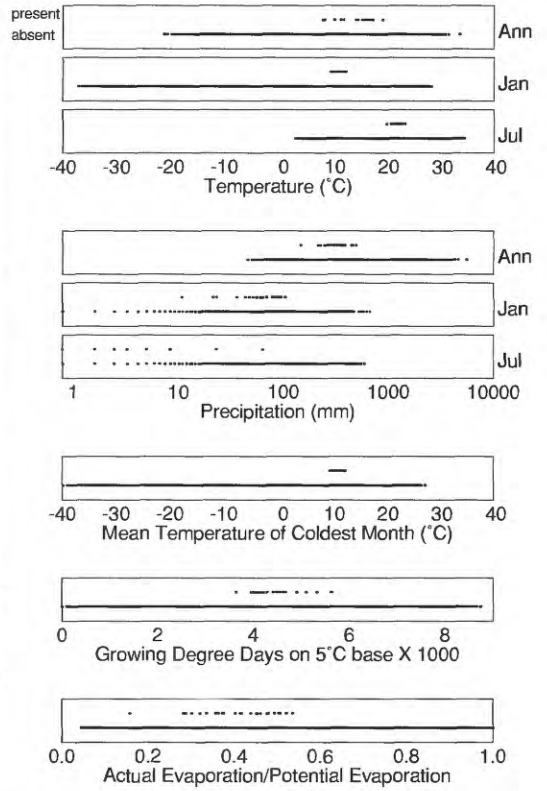 present
absent
Ann
Jan
Jul
-40 -30 -20 -10 0 10 20 30 40
Temperature (°C)
Ann
Jan
Jul
1 10 100 1000 10000
Precipitation (mm)
-40 -30 -20 -10 0 10 20 30 40
Mean Temperature of Coldest Month (°C)
0 2 4 6 8
Growing Degree Days on 5°C base X 1000
0.0 0.2 0.4 0.6 0.8 1.0
Actual Evaporation/Potential Evaporation